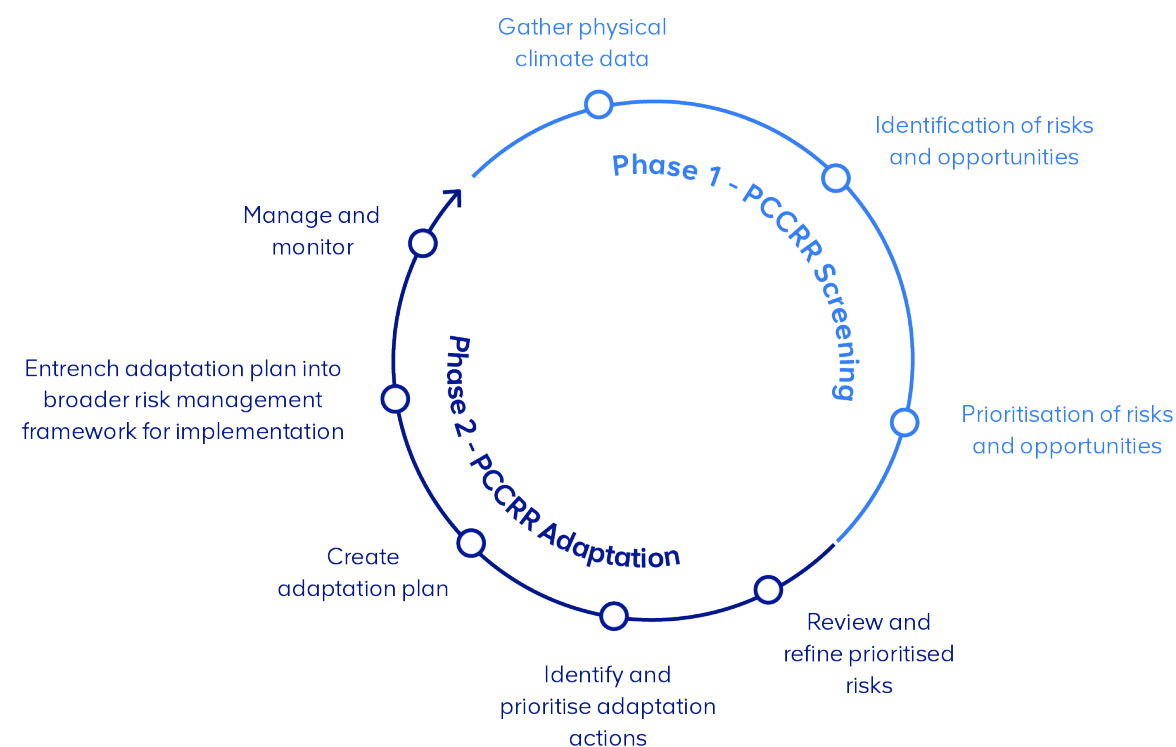 Gather physical
climate data
Identification of risks
and opportunities
Phase 1 - PCCRR Screening
Prioritisation of risks
and opportunities
Review and
refine prioritised
risks
Identify and
prioritise adaptation
actions
Create
adaptation plan
Phase 2 - PCCRR Adaptation
Entrench adaptation plan into
broader risk management
framework for implementation
Manage and
monitor